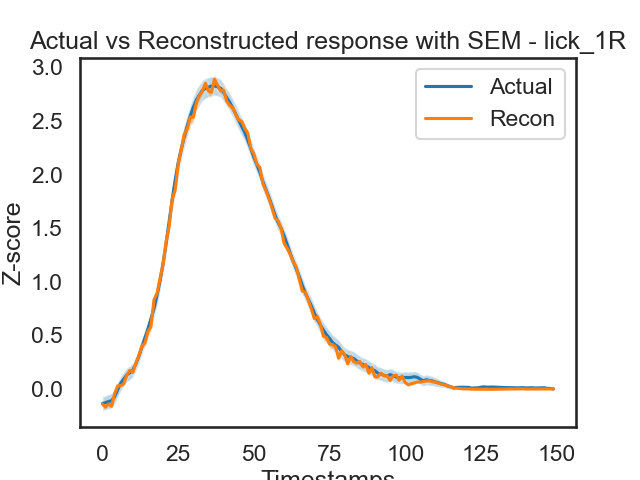 Actual vs Reconstructed response with SEM - lick_1R
3.0
2.5
2.0
1.5
1.0
0.5
0.0
Z-score
Actual
Recon
0 25 50 75 100 125 150
Timestamps